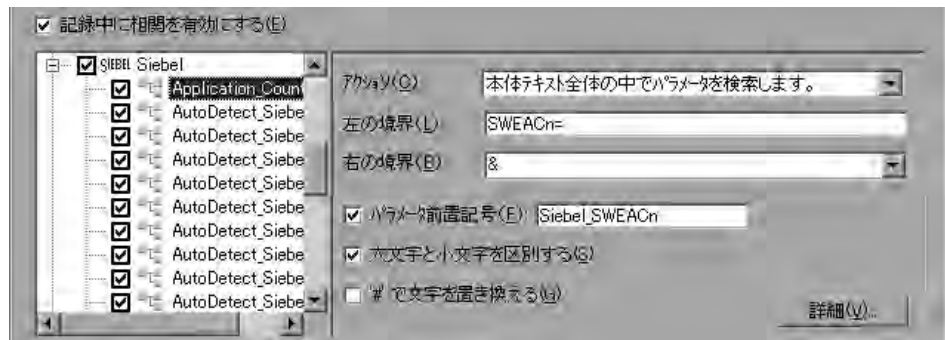 記録中に相関を有効にする(E)
SIEBEL Siebel
Application_Count
AutoDetect_Siebe
AutoDetect_Siebe
AutoDetect_Siebe
AutoDetect_Siebe
AutoDetect_Siebe
AutoDetect_Siebe
AutoDetect_Siebe
AutoDetect_Siebe
AutoDetect_Siebe
アクション(O) 本体テキスト全体の中でパラメータを検索します。
左の境界(L) SWEACn=
右の境界(B) &
パラメータ前置記号(F) Siebel_SWEACn
大文字と小文字を区別する(S)
'#' で文字を置き換える(G)
詳細(V)...